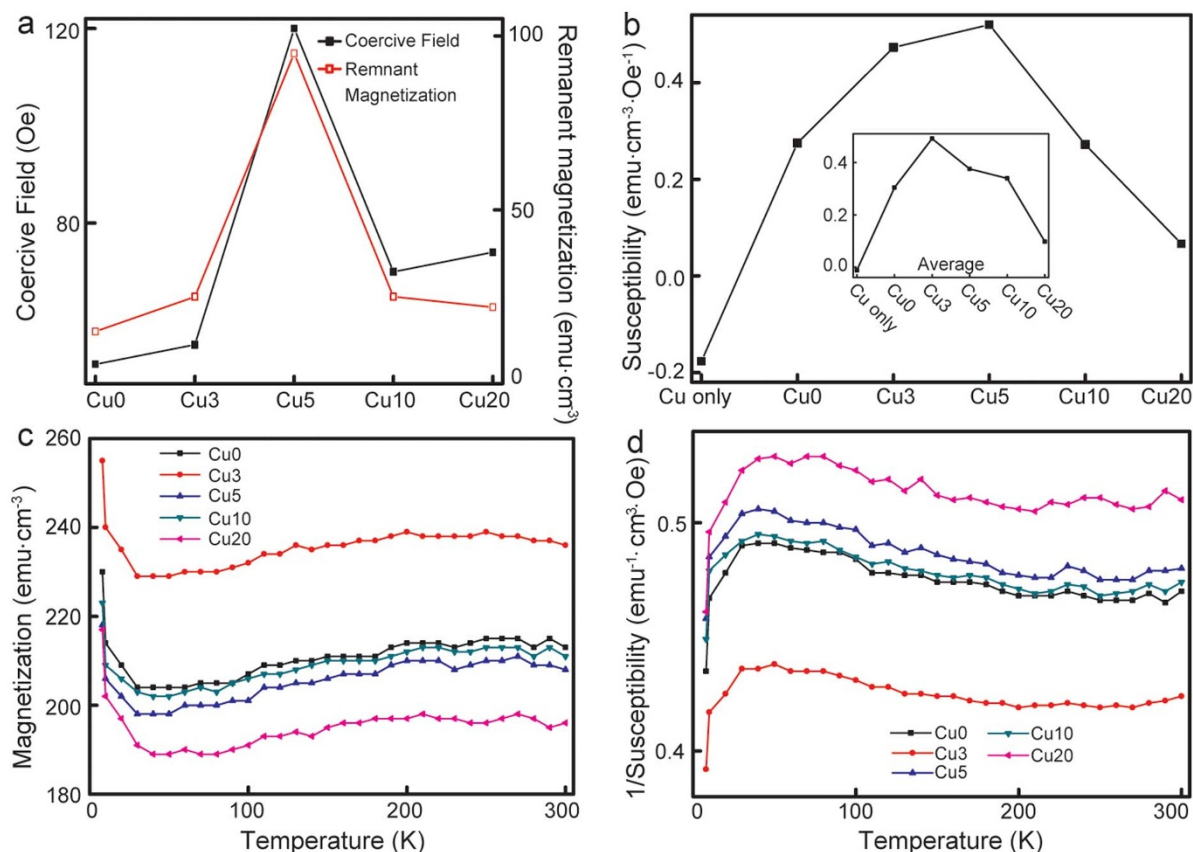 a
120
80
Coercive Field (Oe)
Coercive Field
Remnant
Magnetization
100
50
0
Remanent magnetization (emu·cm³)
Cu0 Cu3 Cu5 Cu10 Cu20
b
0.4
0.2
0.0
-0.2
Susceptibility (emu·cm⁻³·Oe⁻¹)
0.4
0.2
0.0
Average
Cu only Cu0 Cu3 Cu5 Cu10 Cu20
Cu only Cu0 Cu3 Cu5 Cu10 Cu20
c
260
240
220
200
180
Magnetization (emu·cm⁻³)
Cu0
Cu3
Cu5
Cu10
Cu20
0 100 200 300
Temperature (K)
d
0.5
0.4
1/Susceptibility (emu⁻¹· cm³· Oe)
Cu0 Cu10
Cu3 Cu20
Cu5
0 100 200 300
Temperature (K)